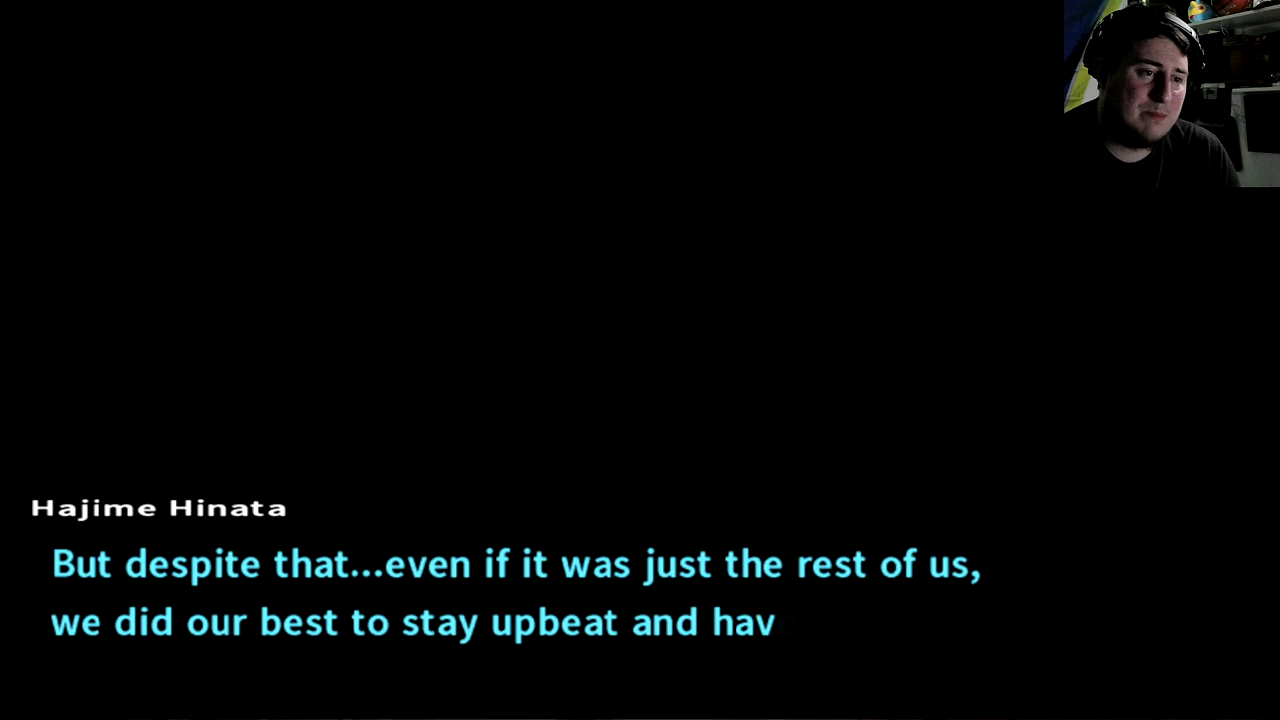 Hajime Hinata
But despite that...even if it was just the rest of us,
we did our best to stay upbeat and hav